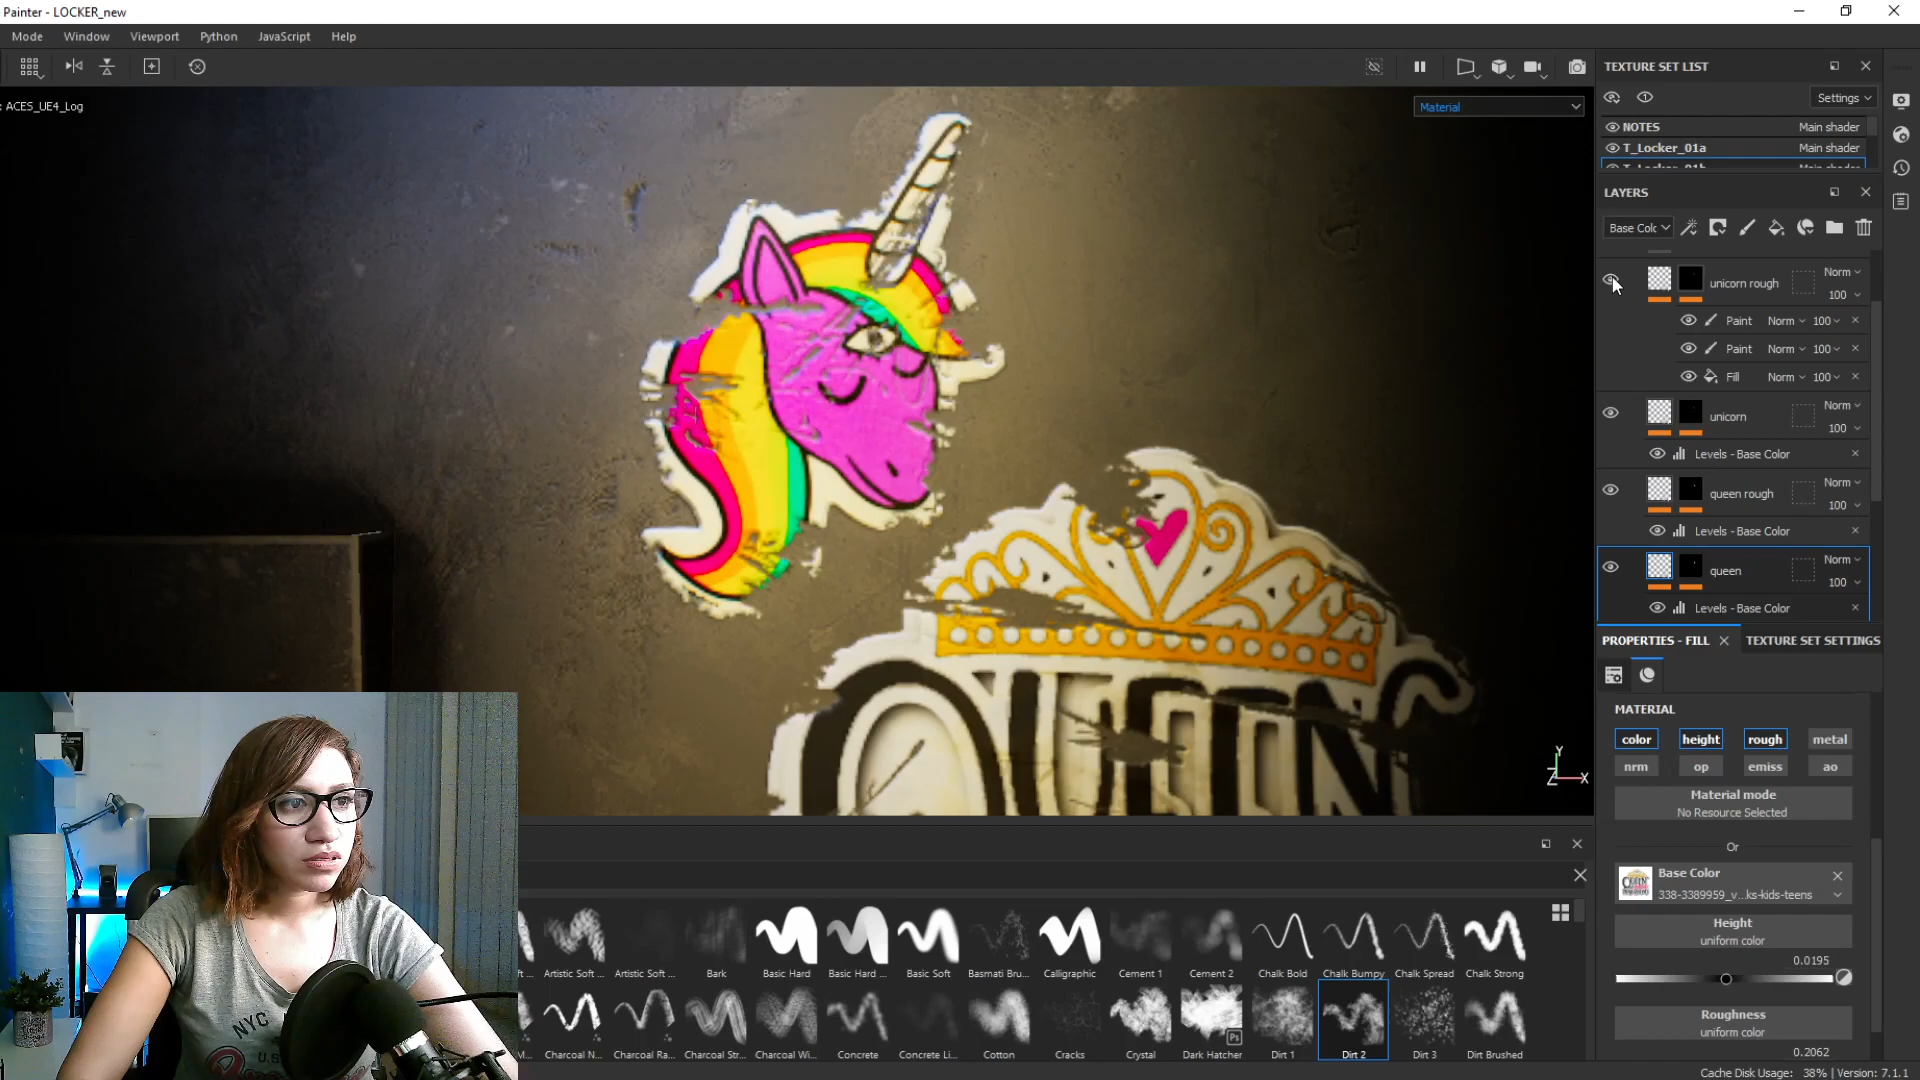 Painter - LOCKER_new
Mode Window Viewport Python JavaScript Help
: ACES_UE4_Log
Material
TEXTURE SET LIST
Settings
NOTES Main shader
T_Locker_01a Main shader
T_Locker_01b Main shader
LAYERS
Base Colc
unicorn rough Norm 100
Paint Norm 100
Paint Norm 100
Fill Norm 100
unicorn Norm 100
Levels - Base Color
queen rough Norm 100
Levels - Base Color
queen Norm 100
Levels - Base Color
PROPERTIES - FILL TEXTURE SET SETTINGS
MATERIAL
color height rough metal
nrm op emiss ao
Material mode
No Resource Selected
Or
Base Color
338-3389959_v...ks-kids-teens
Height
uniform color
0.0195
Roughness
uniform color
0.2062
QUEEN
Y
Z X
NYC
U.S
Artistic Soft ... Artistic Soft ... Bark Basic Hard Basic Hard ... Basic Soft Basmati Bru... Calligraphic Cement 1 Cement 2 Chalk Bold Chalk Bumpy Chalk Spread Chalk Strong
Charcoal N... Charcoal Ra... Charcoal Str... Charcoal Wi... Concrete Concrete Li... Cotton Cracks Crystal Dark Hatcher Dirt 1 Dirt 2 Dirt 3 Dirt Brushed
Ps
Cache Disk Usage: 38% | Version: 7.1.1